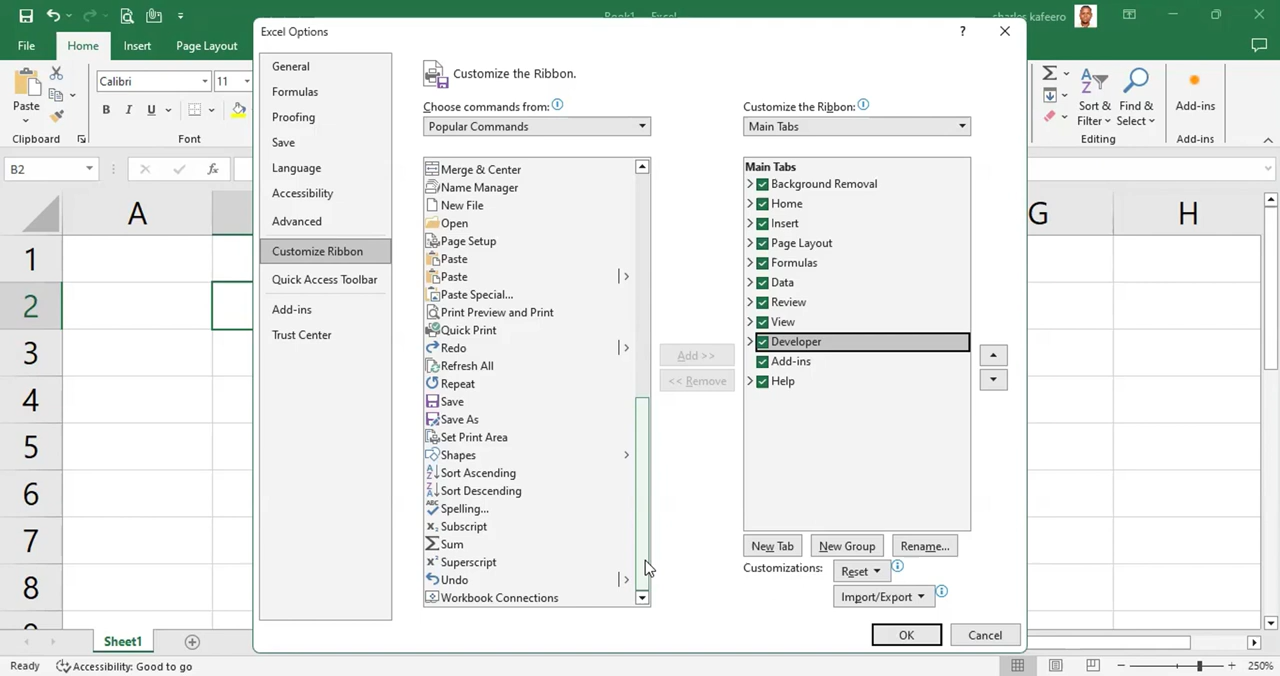 Book1 - Excel
charles kafeero
File
Home
Insert
Page Layout
Paste
Clipboard
Calibri
11
B
I
U
Font
Sort &
Filter
Find &
Select
Editing
Add-ins
Add-ins
B2
fx
A
G
H
1
2
3
4
5
6
7
8
Excel Options
?
General
Formulas
Proofing
Save
Language
Accessibility
Advanced
Customize Ribbon
Quick Access Toolbar
Add-ins
Trust Center
Customize the Ribbon.
Choose commands from:
Popular Commands
Merge & Center
Name Manager
New File
Open
Page Setup
Paste
Paste
Paste Special...
Print Preview and Print
Quick Print
Redo
Refresh All
Repeat
Save
Save As
Set Print Area
Shapes
Sort Ascending
Sort Descending
Spelling...
Subscript
Sum
Superscript
Undo
Workbook Connections
Add >>
<< Remove
Customize the Ribbon:
Main Tabs
Main Tabs
Background Removal
Home
Insert
Page Layout
Formulas
Data
Review
View
Developer
Add-ins
Help
New Tab
New Group
Rename...
Customizations:
Reset
Import/Export
OK
Cancel
Sheet1
Ready
Accessibility: Good to go
250%